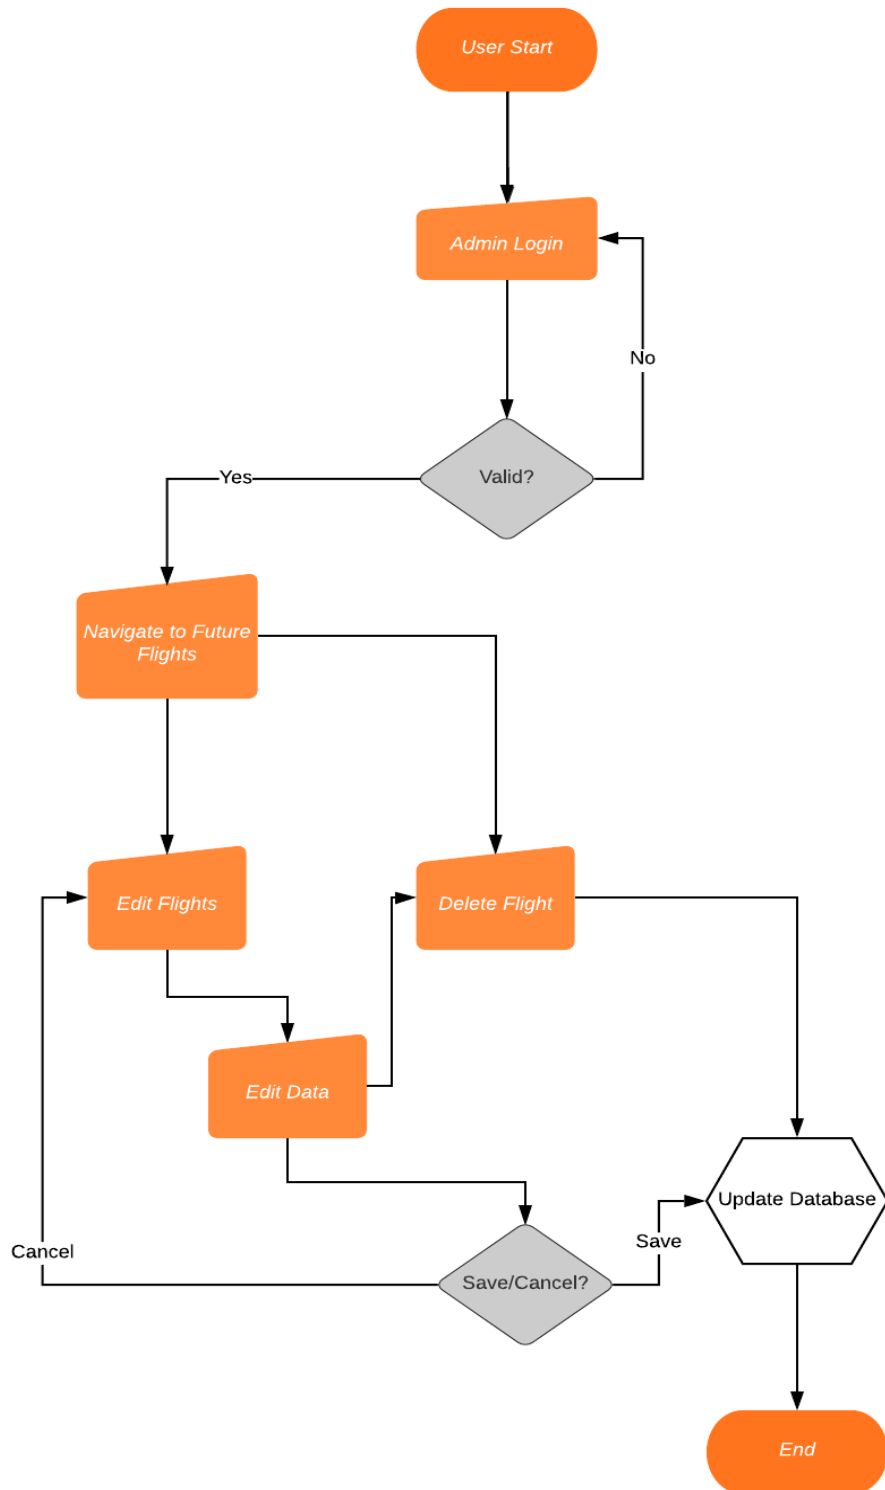 User Start
Admin Login
No
Valid?
Yes
Navigate to Future
Flights
Edit Flights
Delete Flight
Edit Data
Update Database
Save
Cancel
Save/Cancel?
End